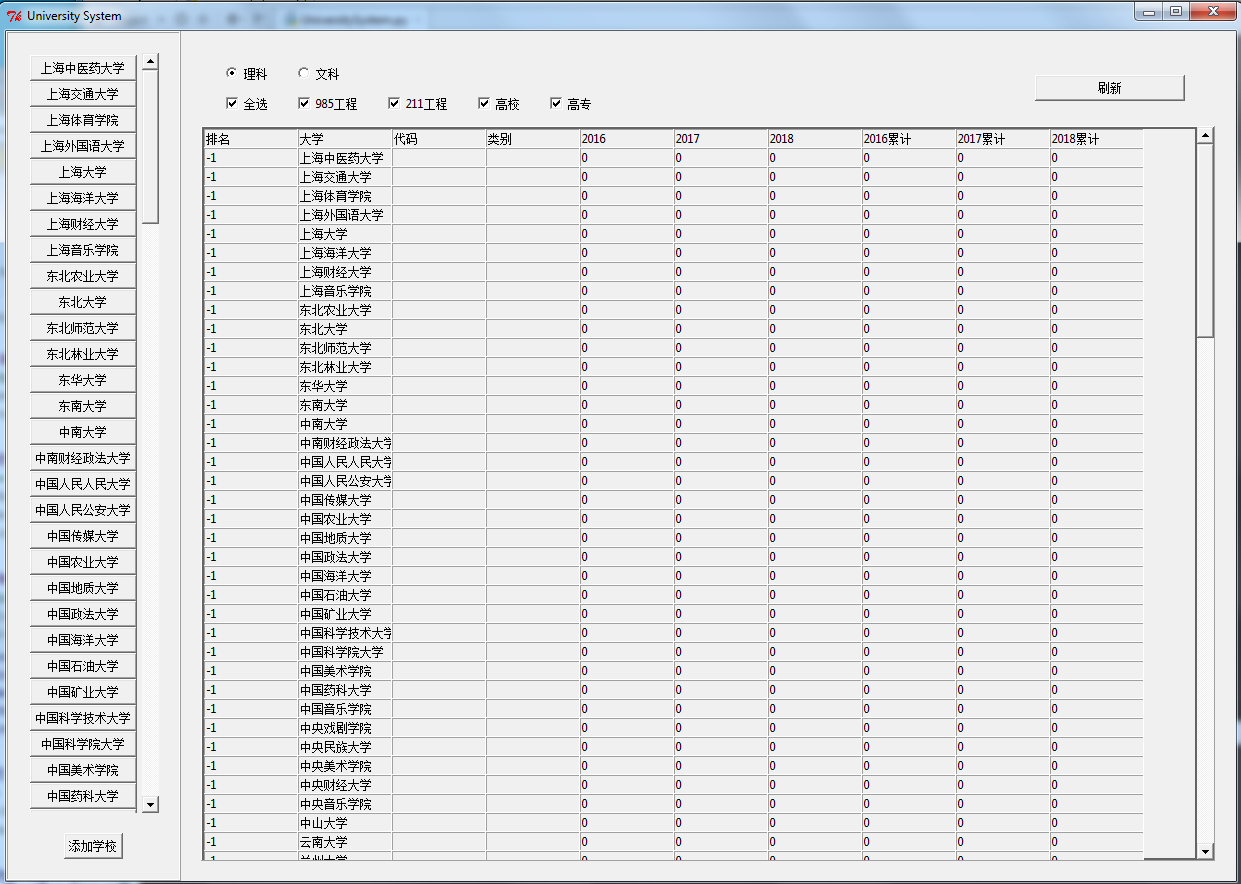 University System
上海中医药大学
上海交通大学
上海体育学院
上海外国语大学
上海大学
上海海洋大学
上海财经大学
上海音乐学院
东北农业大学
东北大学
东北师范大学
东北林业大学
东华大学
东南大学
中南大学
中南财经政法大学
中国人民人民大学
中国人民公安大学
中国传媒大学
中国农业大学
中国地质大学
中国政法大学
中国海洋大学
中国石油大学
中国矿业大学
中国科学技术大学
中国科学院大学
中国美术学院
中国药科大学
添加学校
理科 文科
全选 985工程 211工程 高校 高专
刷新
排名 大学 代码 类别 2016 2017 2018 2016累计 2017累计 2018累计
-1 上海中医药大学 0 0 0 0 0 0
-1 上海交通大学 0 0 0 0 0 0
-1 上海体育学院 0 0 0 0 0 0
-1 上海外国语大学 0 0 0 0 0 0
-1 上海大学 0 0 0 0 0 0
-1 上海海洋大学 0 0 0 0 0 0
-1 上海财经大学 0 0 0 0 0 0
-1 上海音乐学院 0 0 0 0 0 0
-1 东北农业大学 0 0 0 0 0 0
-1 东北大学 0 0 0 0 0 0
-1 东北师范大学 0 0 0 0 0 0
-1 东北林业大学 0 0 0 0 0 0
-1 东华大学 0 0 0 0 0 0
-1 东南大学 0 0 0 0 0 0
-1 中南大学 0 0 0 0 0 0
-1 中南财经政法大学 0 0 0 0 0 0
-1 中国人民人民大学 0 0 0 0 0 0
-1 中国人民公安大学 0 0 0 0 0 0
-1 中国传媒大学 0 0 0 0 0 0
-1 中国农业大学 0 0 0 0 0 0
-1 中国地质大学 0 0 0 0 0 0
-1 中国政法大学 0 0 0 0 0 0
-1 中国海洋大学 0 0 0 0 0 0
-1 中国石油大学 0 0 0 0 0 0
-1 中国矿业大学 0 0 0 0 0 0
-1 中国科学技术大学 0 0 0 0 0 0
-1 中国科学院大学 0 0 0 0 0 0
-1 中国美术学院 0 0 0 0 0 0
-1 中国药科大学 0 0 0 0 0 0
-1 中国音乐学院 0 0 0 0 0 0
-1 中央戏剧学院 0 0 0 0 0 0
-1 中央民族大学 0 0 0 0 0 0
-1 中央美术学院 0 0 0 0 0 0
-1 中央财经大学 0 0 0 0 0 0
-1 中央音乐学院 0 0 0 0 0 0
-1 中山大学 0 0 0 0 0 0
-1 云南大学 0 0 0 0 0 0